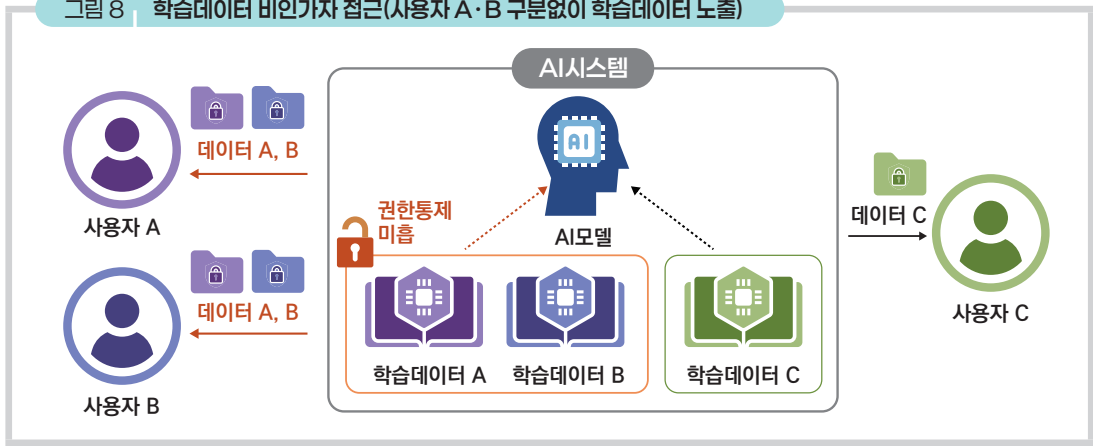 그림 8 학습데이터 비인가자 접근(사용자 A·B 구분없이 학습데이터 노출)
AI시스템
AI
데이터 A, B
사용자 A
권한통제
미흡
AI모델
데이터 C
사용자 C
데이터 A, B
사용자 B
학습데이터 A
학습데이터 B
학습데이터 C